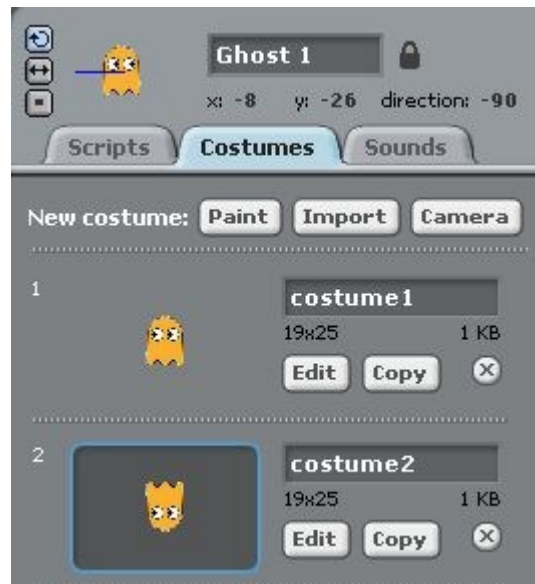 Ghost 1
x: -8 y: -26 direction: -90
Scripts Costumes Sounds
New costume: Paint Import Camera
1
costume1
19x25 1 KB
Edit Copy
2
costume2
19x25 1 KB
Edit Copy